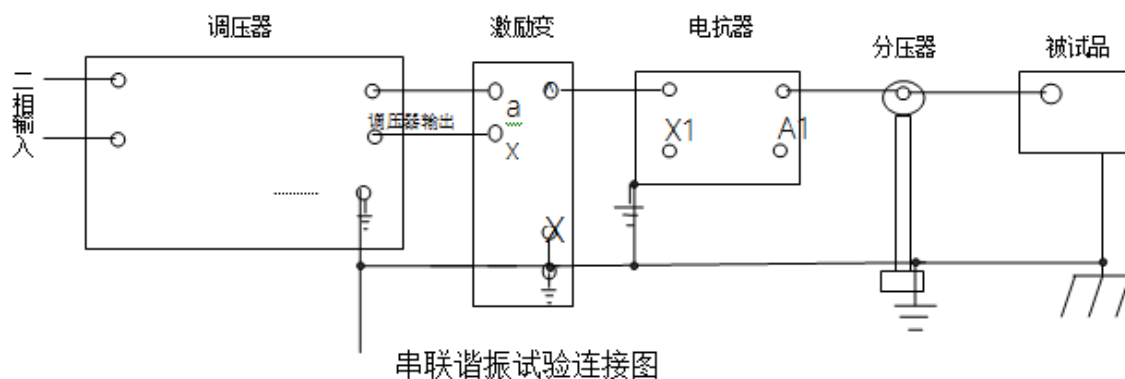 调压器
激励变
电抗器
分压器
被试品
二相输入
调压器输出
a
x
A
X
X1
A1
串联谐振试验连接图